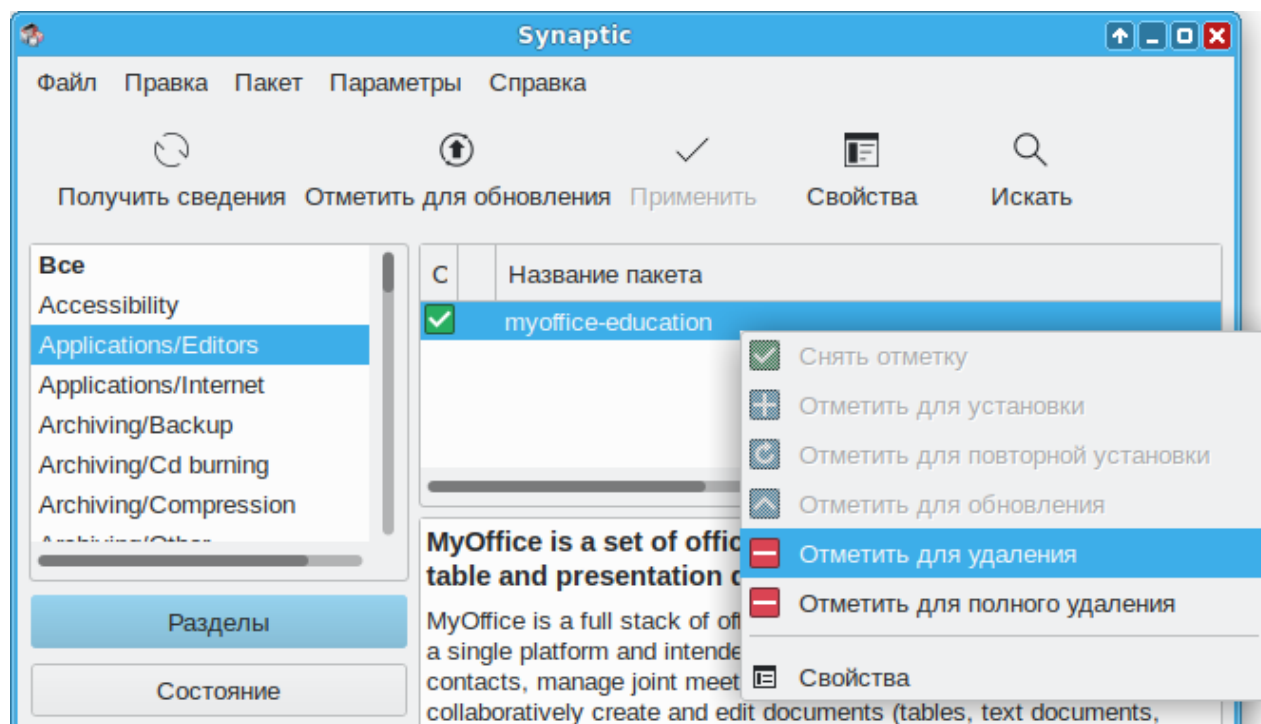 Synaptic
Файл Правка Пакет Параметры Справка
Получить сведения Отметить для обновления Применить Свойства Искать
Все
Accessibility
Applications/Editors
Applications/Internet
Archiving/Backup
Archiving/Cd burning
Archiving/Compression
Разделы
Состояние
С Название пакета
myoffice-education
Снять отметку
Отметить для установки
Отметить для повторной установки
Отметить для обновления
Отметить для удаления
Отметить для полного удаления
Свойства
MyOffice is a set of
table and presentation
MyOffice is a full stack of
a single platform and
contacts, manage joint
collaboratively create and edit documents (tables, text documents,